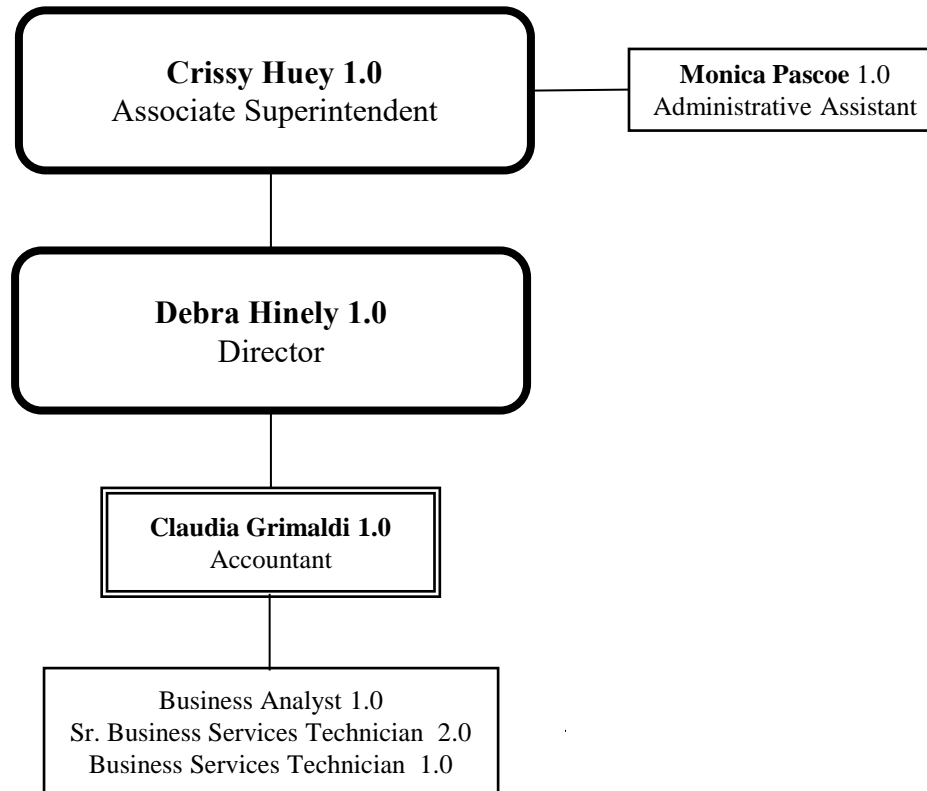 Crissy Huey 1.0
Associate Superintendent
Monica Pascoe 1.0
Administrative Assistant
Debra Hinely 1.0
Director
Claudia Grimaldi 1.0
Accountant
Business Analyst 1.0
Sr. Business Services Technician 2.0
Business Services Technician 1.0